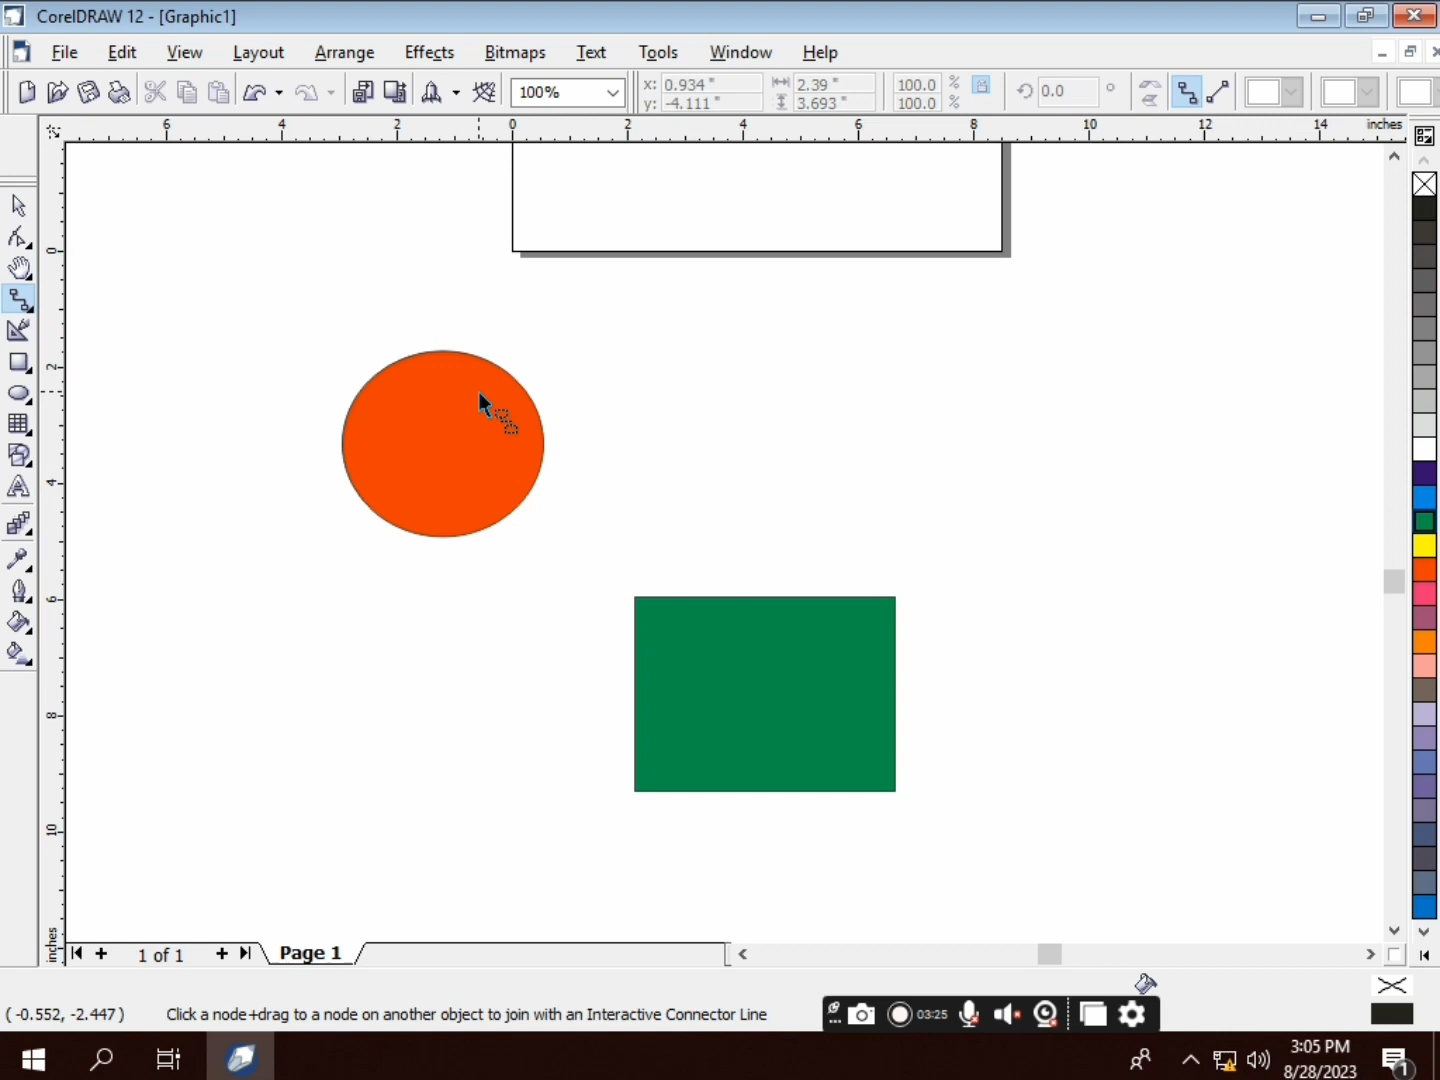 CorelDRAW 12 - [Graphic1]
File Edit View Layout Arrange Effects Bitmaps Text Tools Window Help
100% x: 0.934 " 2.39 " 100.0 % 0.0 °
y: -4.111 " 3.693 " 100.0 %
6 4 2 0 2 4 6 8 10 12 14 inches
0
2
4
6
8
10
inches
1 of 1 Page 1
( -0.552, -2.447 ) Click a node+drag to a node on another object to join with an Interactive Connector Line
03:25
3:05 PM
8/28/2023
1